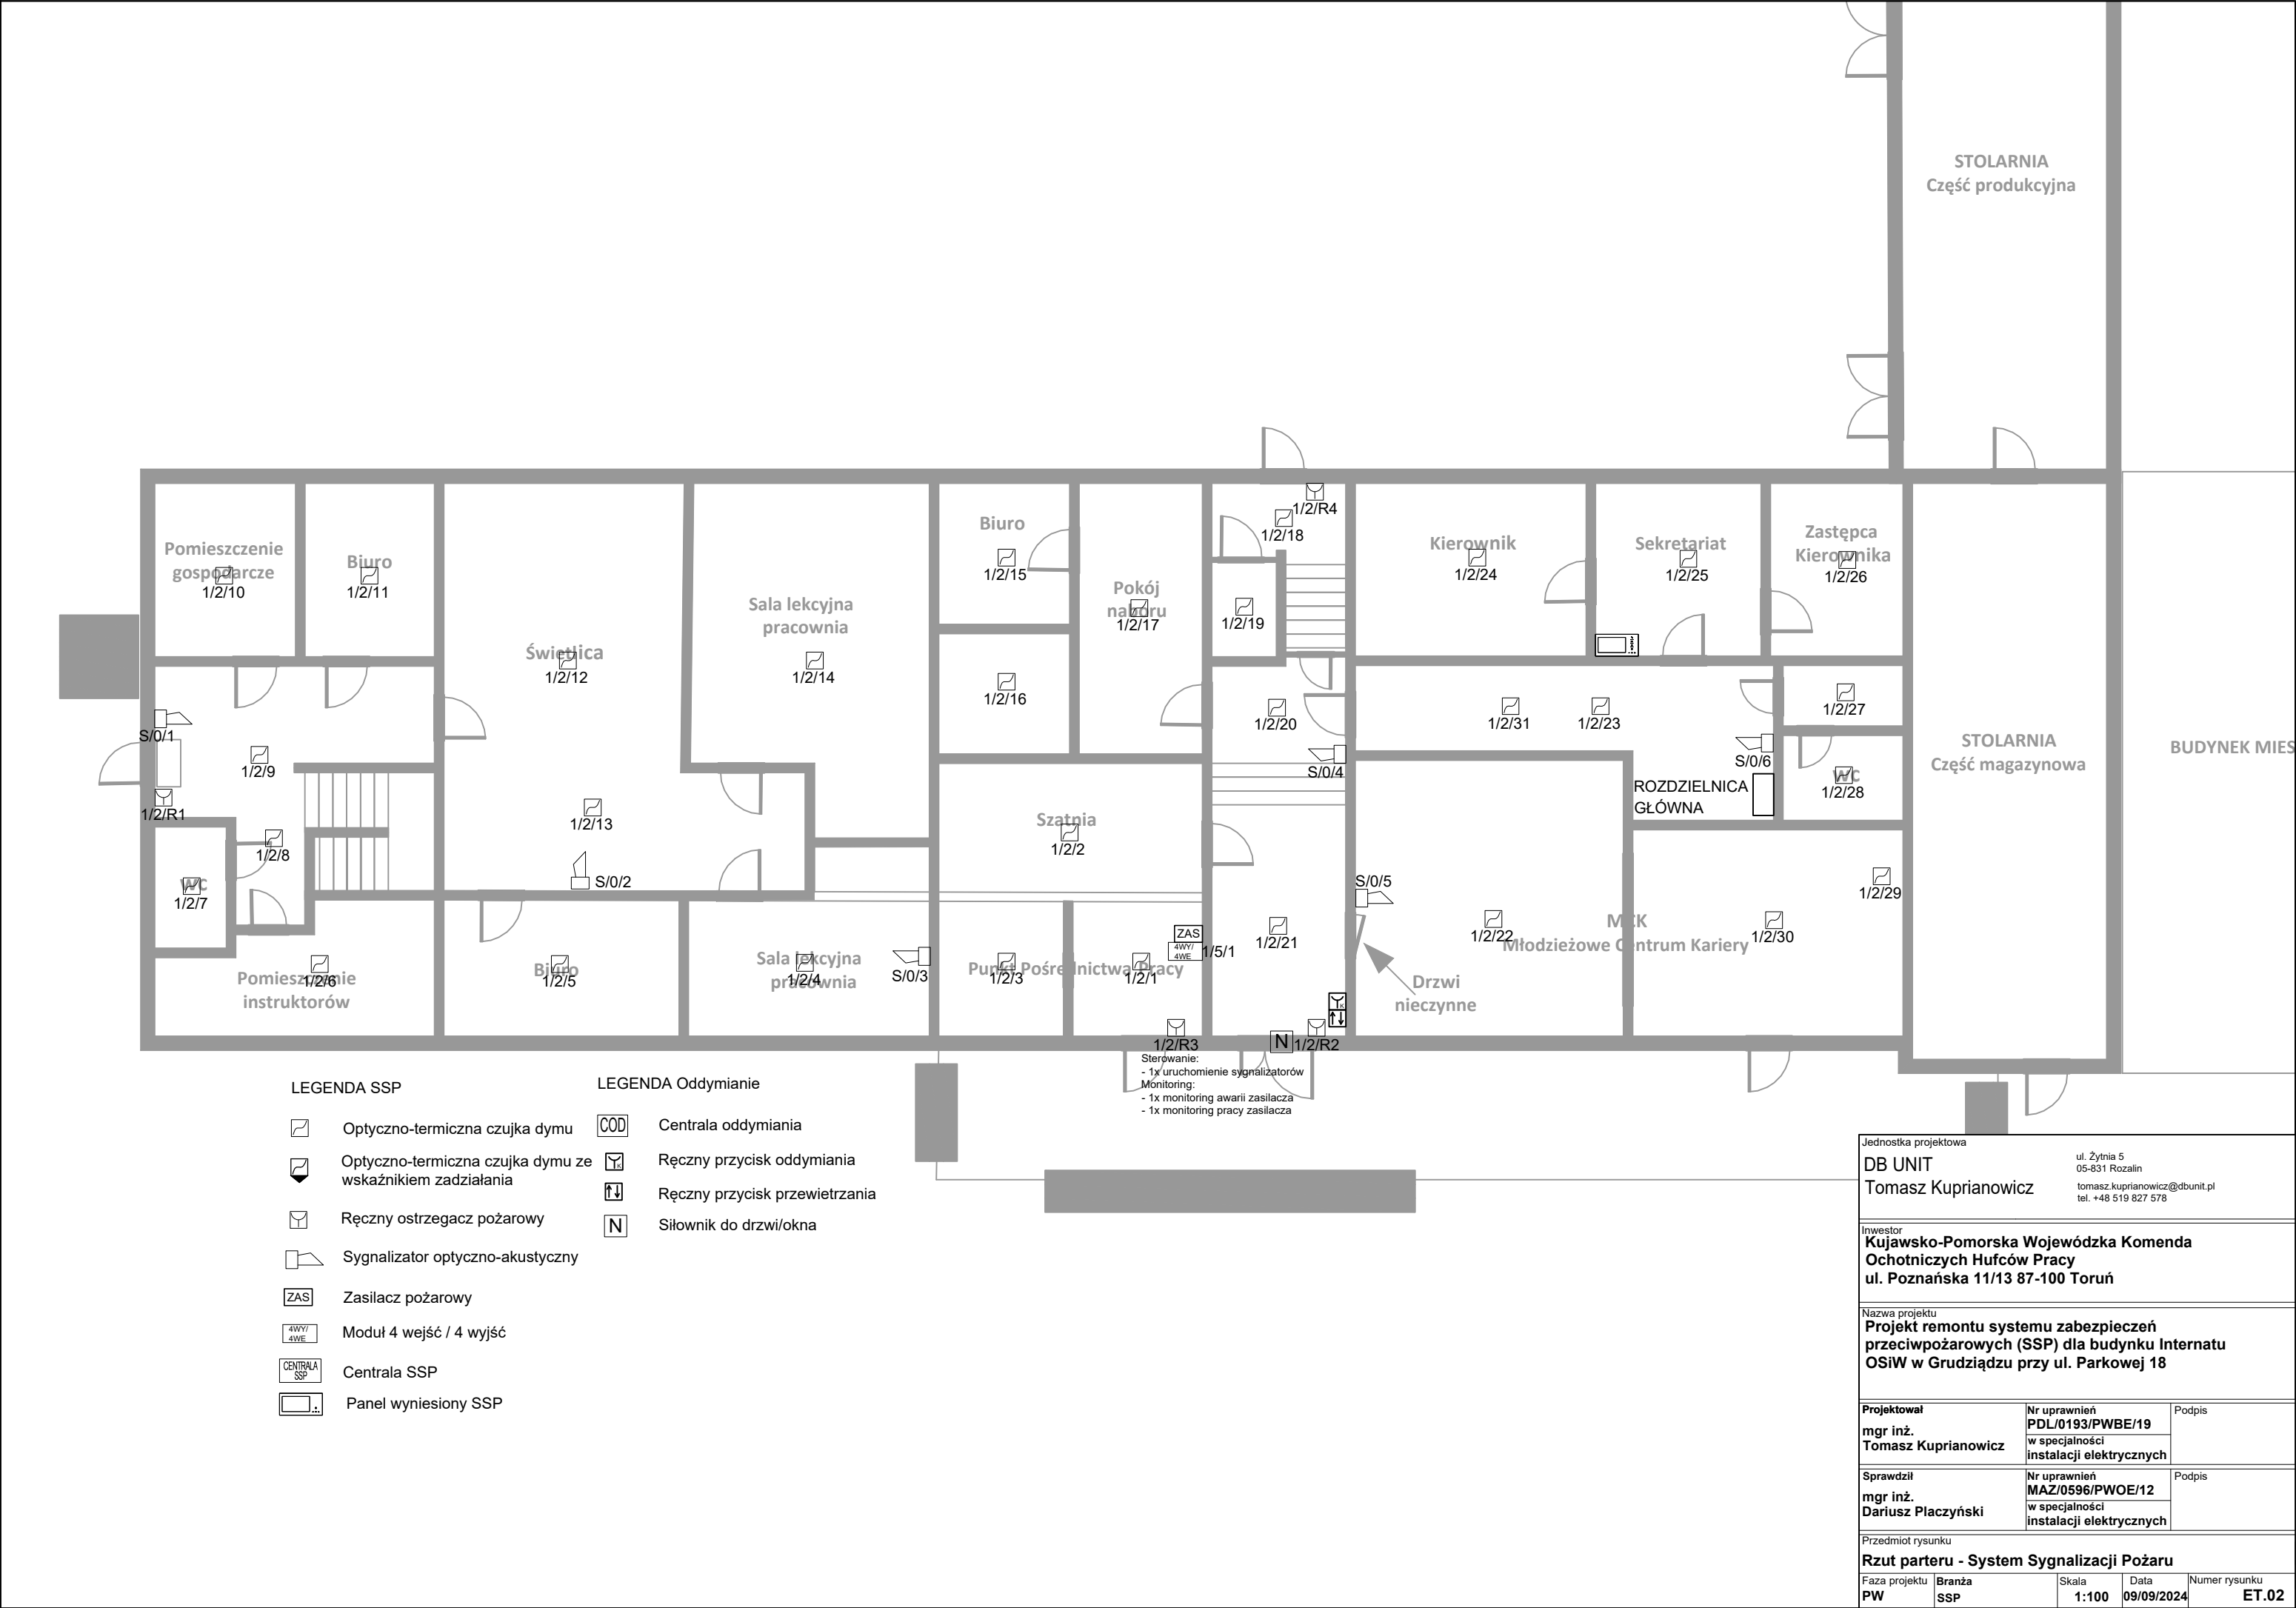 STOLARNIA
Część produkcyjna
Pomieszczenie
gospodarcze
1/2/10
Biuro
1/2/11
Świetlica
1/2/12
Sala lekcyjna
pracownia
1/2/14
Biuro
1/2/15
1/2/16
Pokój
naboru
1/2/17
1/2/R4
1/2/18
1/2/19
1/2/20
Kierownik
1/2/24
Sekretariat
1/2/25
Zastępca
Kierownika
1/2/26
S/0/1
1/2/9
1/2/R1
1/2/8
WC
1/2/7
1/2/13
S/0/2
Szatnia
1/2/2
S/0/4
1/2/31
1/2/23
S/0/6
ROZDZIELNICA
GŁÓWNA
1/2/27
WC
1/2/28
STOLARNIA
Część magazynowa
BUDYNEK MIES
Pomieszczenie
instruktorów
1/2/6
Biuro
1/2/5
Sala lekcyjna
pracownia
1/2/4
S/0/3
Punkt Pośrednictwa Pracy
1/2/3
1/2/1
ZAS
4WY/
4WE
1/5/1
1/2/21
S/0/5
1/2/22
MCK
Młodzieżowe Centrum Kariery
1/2/30
1/2/29
Drzwi
nieczynne
K
1/2/R3
N
1/2/R2
Sterowanie:
- 1x uruchomienie sygnalizatorów
Monitoring:
- 1x monitoring awarii zasilacza
- 1x monitoring pracy zasilacza
LEGENDA SSP
Optyczno-termiczna czujka dymu
Optyczno-termiczna czujka dymu ze
wskaźnikiem zadziałania
Ręczny ostrzegacz pożarowy
Sygnalizator optyczno-akustyczny
ZAS Zasilacz pożarowy
4WY/
4WE
Moduł 4 wejść / 4 wyjść
CENTRALA
SSP
Centrala SSP
Panel wyniesiony SSP
LEGENDA Oddymianie
COD Centrala oddymiania
K Ręczny przycisk oddymiania
Ręczny przycisk przewietrzania
N Siłownik do drzwi/okna
Jednostka projektowa
DB UNIT
Tomasz Kuprianowicz
ul. Żytnia 5
05-831 Rozalin
tomasz.kuprianowicz@dbunit.pl
tel. +48 519 827 578
Inwestor
Kujawsko-Pomorska Wojewódzka Komenda
Ochotniczych Hufców Pracy
ul. Poznańska 11/13 87-100 Toruń
Nazwa projektu
Projekt remontu systemu zabezpieczeń
przeciwpożarowych (SSP) dla budynku Internatu
OSiW w Grudziądzu przy ul. Parkowej 18
Projektował
mgr inż.
Tomasz Kuprianowicz
Nr uprawnień
PDL/0193/PWBE/19
w specjalności
instalacji elektrycznych
Podpis
Sprawdził
mgr inż.
Dariusz Placzyński
Nr uprawnień
MAZ/0596/PWOE/12
w specjalności
instalacji elektrycznych
Podpis
Przedmiot rysunku
Rzut parteru - System Sygnalizacji Pożaru
Faza projektu Branża Skala Data Numer rysunku
PW SSP 1:100 09/09/2024 ET.02